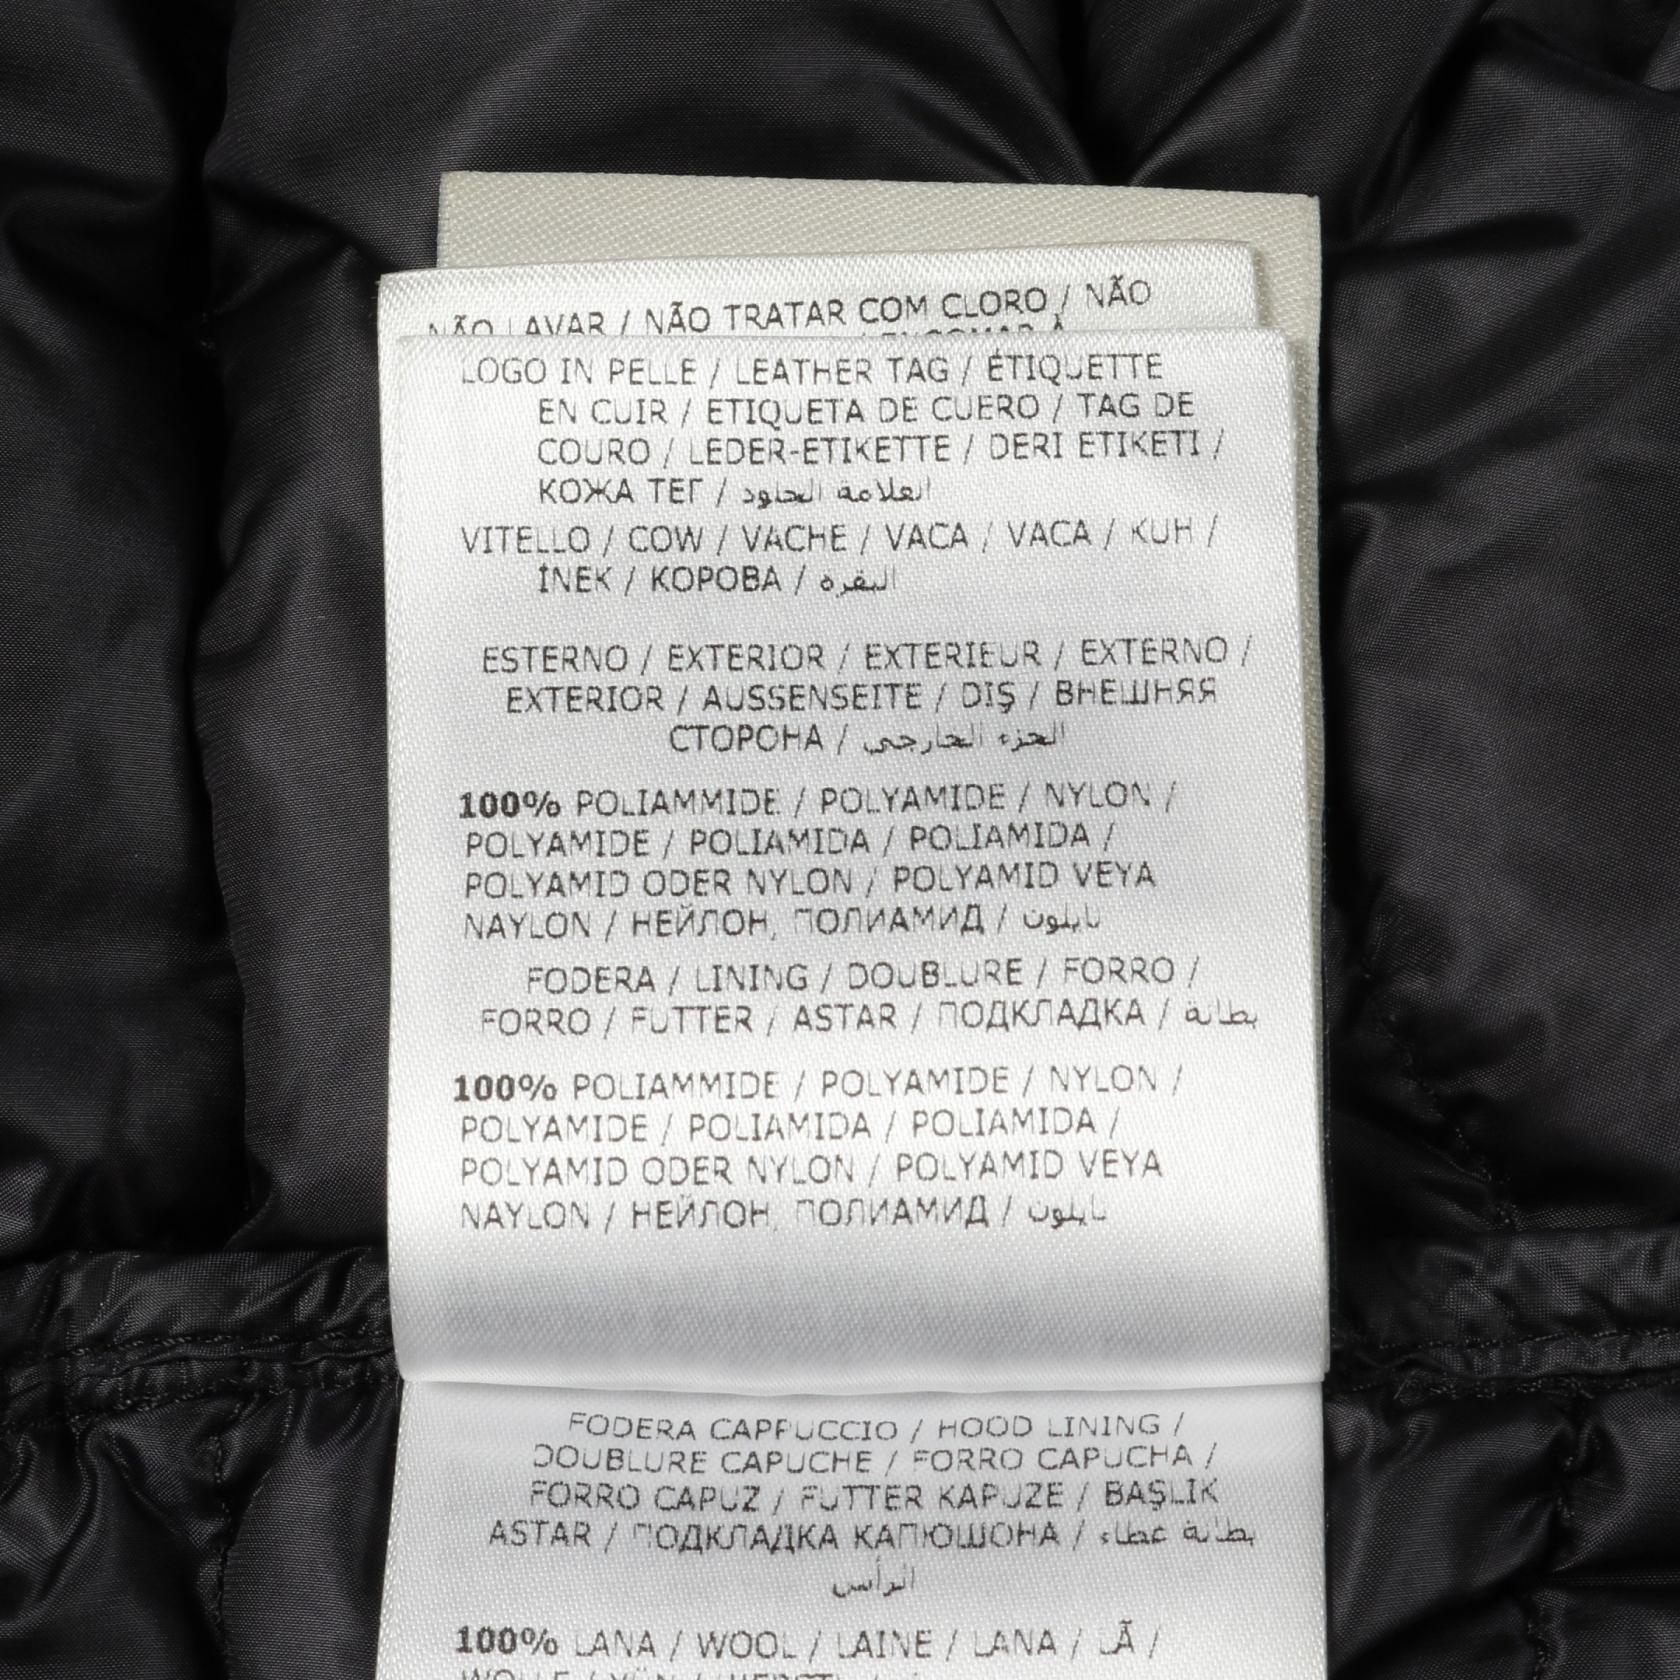 NÃO LAVAR / NÃO TRATAR COM CLORO / NÃO
LOGO IN PELLE / LEATHER TAG / ÉTIQUETTE
EN CUIR / ETIQUETA DE CUERO / TAG DE
COURO / LEDER-ETIKETTE / DERI ETIKETI /
КОЖА ТЕГ / العلامة الجلود
VITELLO / COW / VACHE / VACA / VACA / KUH /
İNEK / КОРОВА / البقرة
ESTERNO / EXTERIOR / EXTERIEUR / EXTERNO /
EXTERIOR / AUSSENSEITE / DIŞ / ВНЕШНЯЯ
СТОРОНА / الجزء الخارجي
100% POLIAMMIDE / POLYAMIDE / NYLON /
POLYAMIDE / POLIAMIDA / POLIAMIDA /
POLYAMID ODER NYLON / POLYAMID VEYA
NAYLON / НЕЙЛОН, ПОЛИАМИД / نايلون
FODERA / LINING / DOUBLURE / FORRO /
FORRO / FUTTER / ASTAR / ПОДКЛАДКА / بطانة
100% POLIAMMIDE / POLYAMIDE / NYLON /
POLYAMIDE / POLIAMIDA / POLIAMIDA /
POLYAMID ODER NYLON / POLYAMID VEYA
NAYLON / НЕЙЛОН, ПОЛИАМИД / نايلون
FODERA CAPPUCCIO / HOOD LINING /
DOUBLURE CAPUCHE / FORRO CAPUCHA /
FORRO CAPUZ / FUTTER KAPUZE / BAŞLIK
ASTAR / ПОДКЛАДКА КАПЮШОНА / بطانة غطاء
الرأس
100% LANA / WOOL / LAINE / LANA / LÃ /